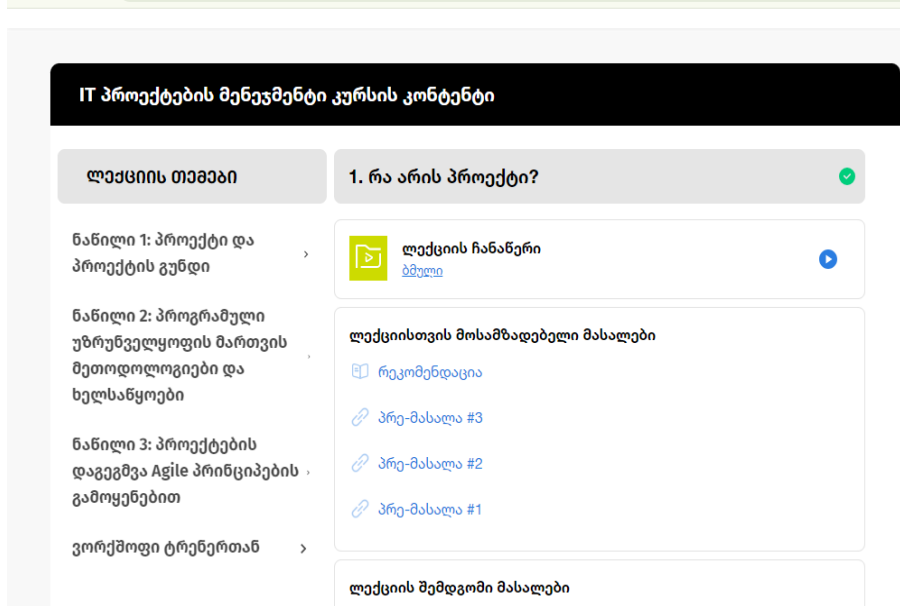 IT პროექტების მენეჯმენტი კურსის კონტენტი
ლექციის თემები
ნაწილი 1: პროექტი და
პროექტის გუნდი
ნაწილი 2: პროგრამული
უზრუნველყოფის მართვის
მეთოდოლოგიები და
ხელსაწყოები
ნაწილი 3: პროექტების
დაგეგმვა Agile პრინციპების
გამოყენებით
ვორქშოფი ტრენერთან
1. რა არის პროექტი?
ლექციის ჩანაწერი
ბმული
ლექციისთვის მოსამზადებელი მასალები
რეკომენდაცია
პრე-მასალა #3
პრე-მასალა #2
პრე-მასალა #1
ლექციის შემდგომი მასალები